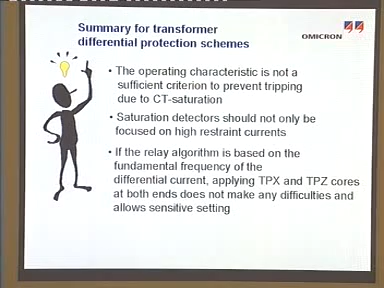 Summary for transformer
differential protection schemes
OMICRON
• The operating characteristic is not a
sufficient criterion to prevent tripping
due to CT-saturation
• Saturation detectors should not only be
focused on high restraint currents
• If the relay algorithm is based on the
fundamental frequency of the
differential current, applying TPX and TPZ cores
at both ends does not make any difficulties and
allows sensitive setting